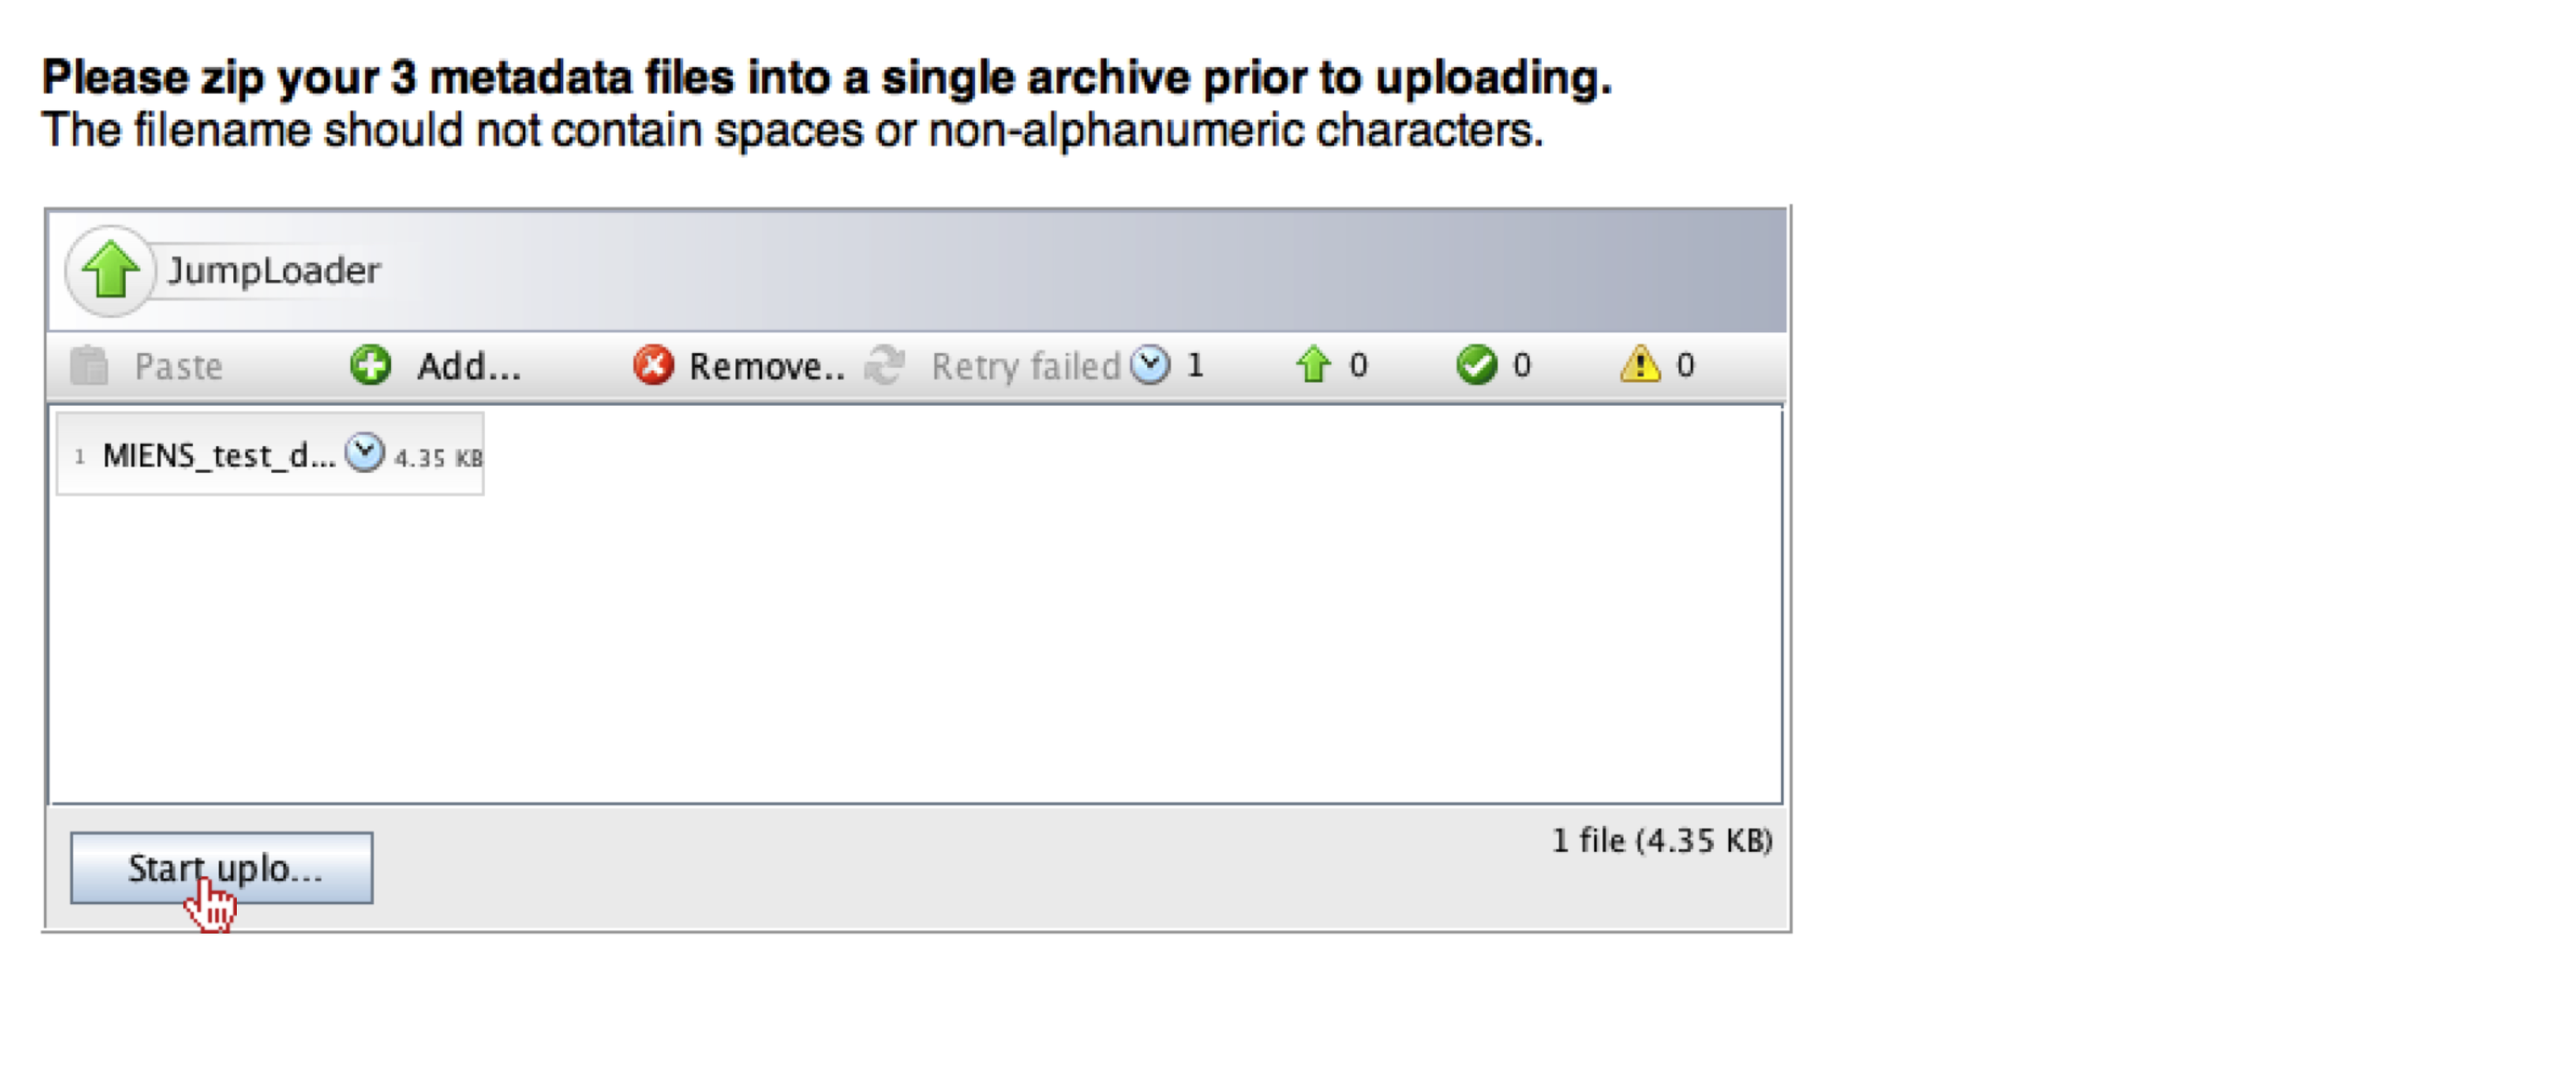 Please zip your 3 metadata files into a single archive prior to uploading.
The filename should not contain spaces or non-alphanumeric characters.
JumpLoader
Paste Add... Remove.. Retry failed 1 0 0 0
1 MIENS_test_d... 4.35 KB
1 file (4.35 KB)
Start uplo...